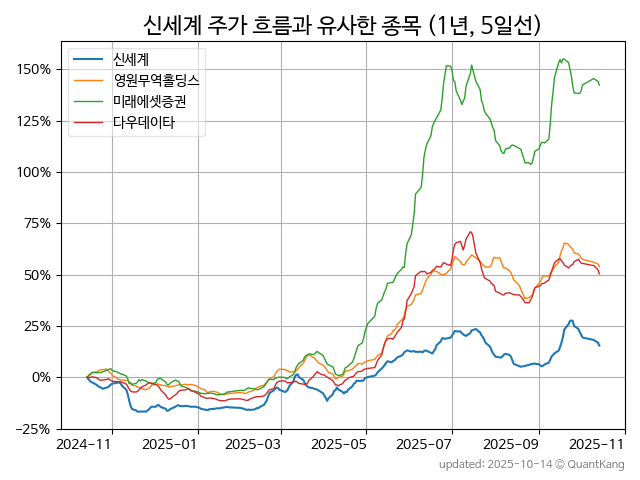 신세계 주가 흐름과 유사한 종목 (1년, 5일선)
신세계
영원무역홀딩스
미래에셋증권
다우데이타
150%
125%
100%
75%
50%
25%
0%
−25%
2024-11 2025-01 2025-03 2025-05 2025-07 2025-09 2025-11
updated: 2025-10-14 © QuantKang